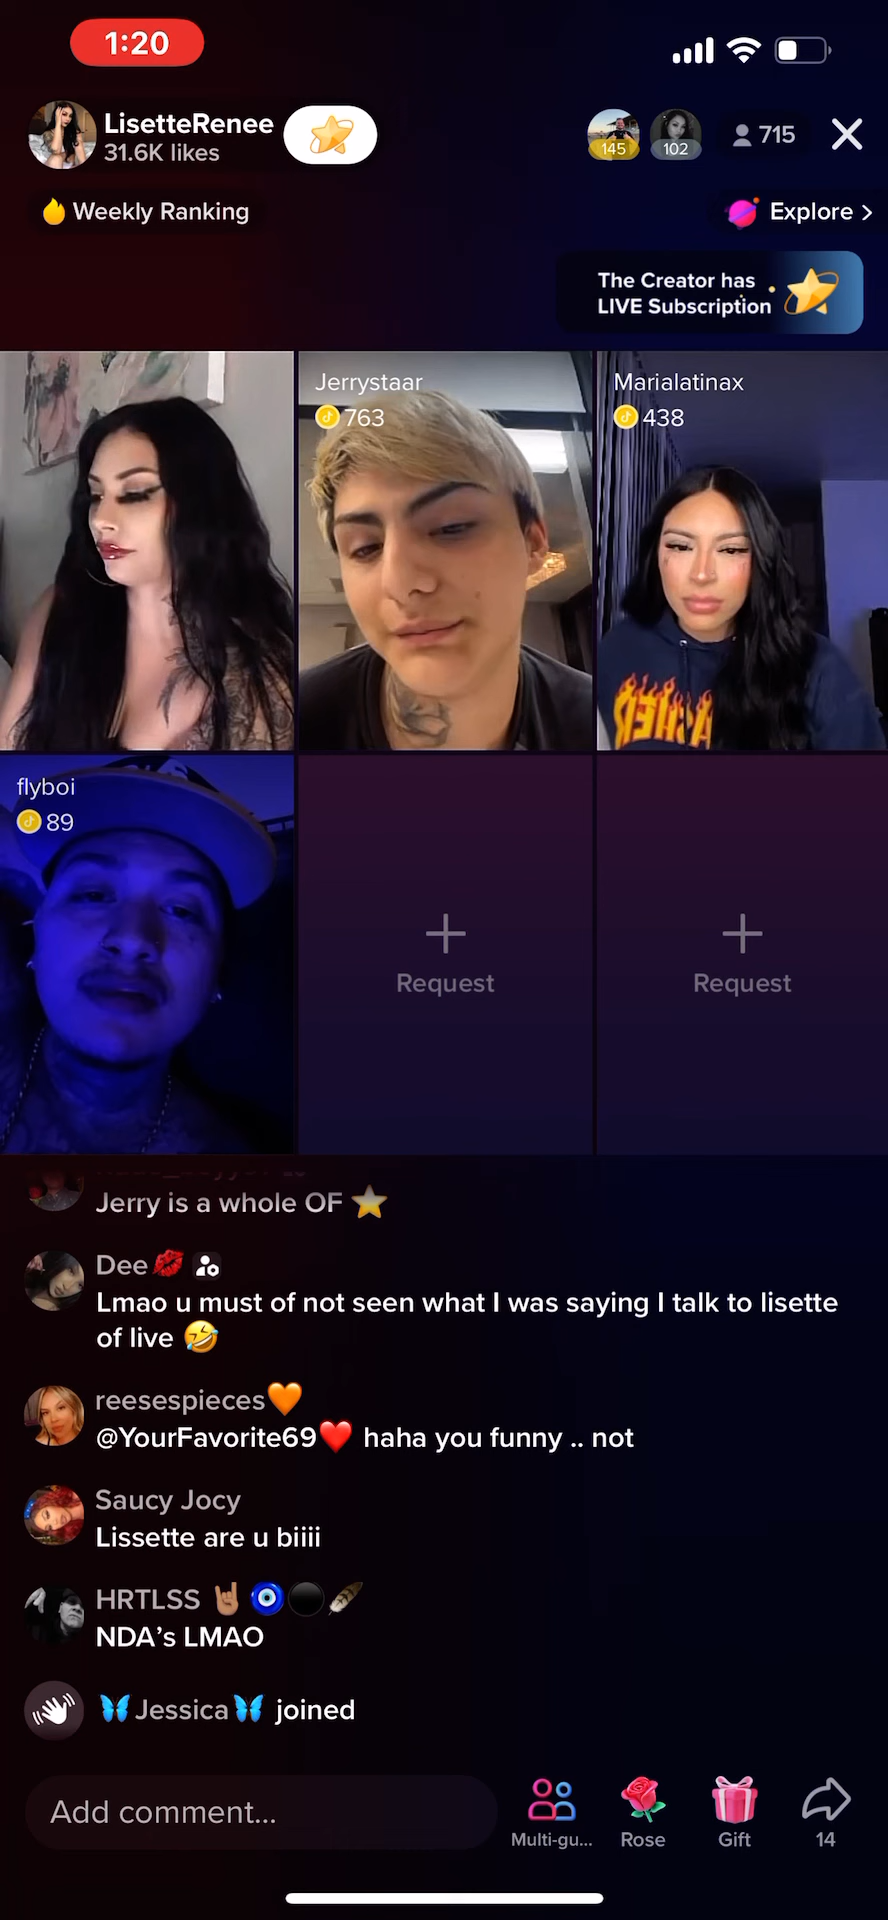 1:20
LisetteRenee
31.6K likes
145
102
715
Weekly Ranking
Explore >
The Creator has
LIVE Subscription
Jerrystaar
763
Marialatinax
438
flyboi
89
Request
Request
Jerry is a whole OF ⭐
Dee💋
Lmao u must of not seen what I was saying I talk to lisette
of live 🤣
reesespieces🧡
@YourFavorite69❤️ haha you funny .. not
Saucy Jocy
Lissette are u biiii
HRTLSS 🤘🏽🧿⚫🪶
NDA’s LMAO
🦋Jessica🦋 joined
Add comment...
Multi-gu...
Rose
Gift
14